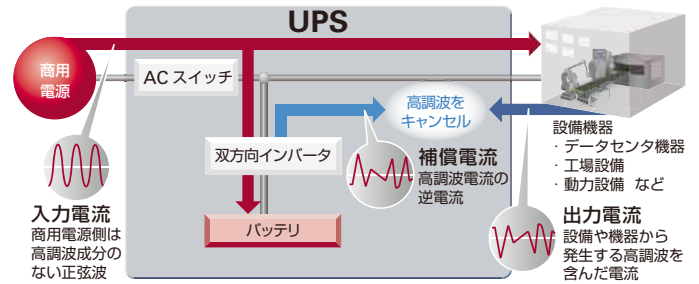 UPS
商用
電源
AC スイッチ
高調波を
キャンセル
双方向インバータ
補償電流
高調波電流の
逆電流
バッテリ
入力電流
商用電源側は
高調波成分の
ない正弦波
設備機器
・データセンタ機器
・工場設備
・動力設備 など
出力電流
設備や機器から
発生する高調波を
含んだ電流